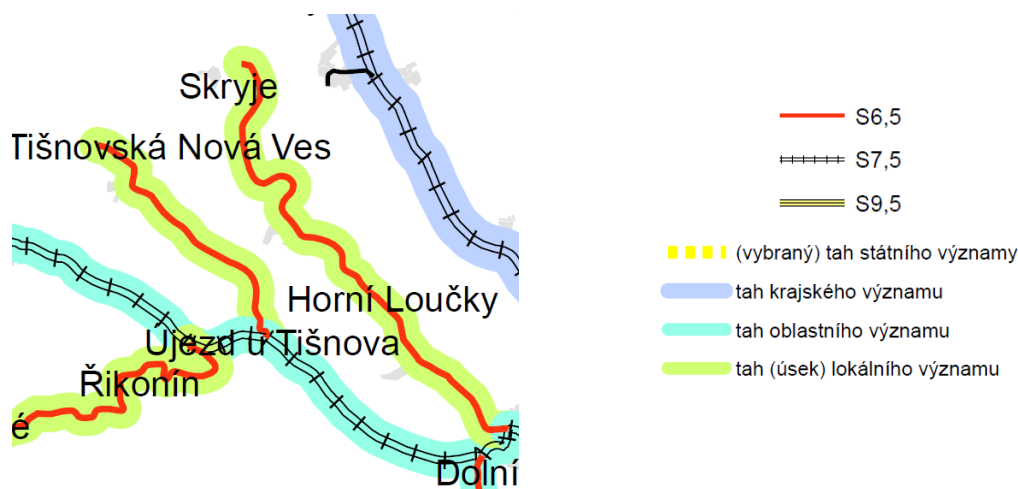 Skryje
Tišnovská Nová Ves
Horní Loučky
Újezd u Tišnova
Řikonín
é
Dolní
S6,5
S7,5
S9,5
(vybraný) tah státního významy
tah krajského významu
tah oblastního významu
tah (úsek) lokálního významu